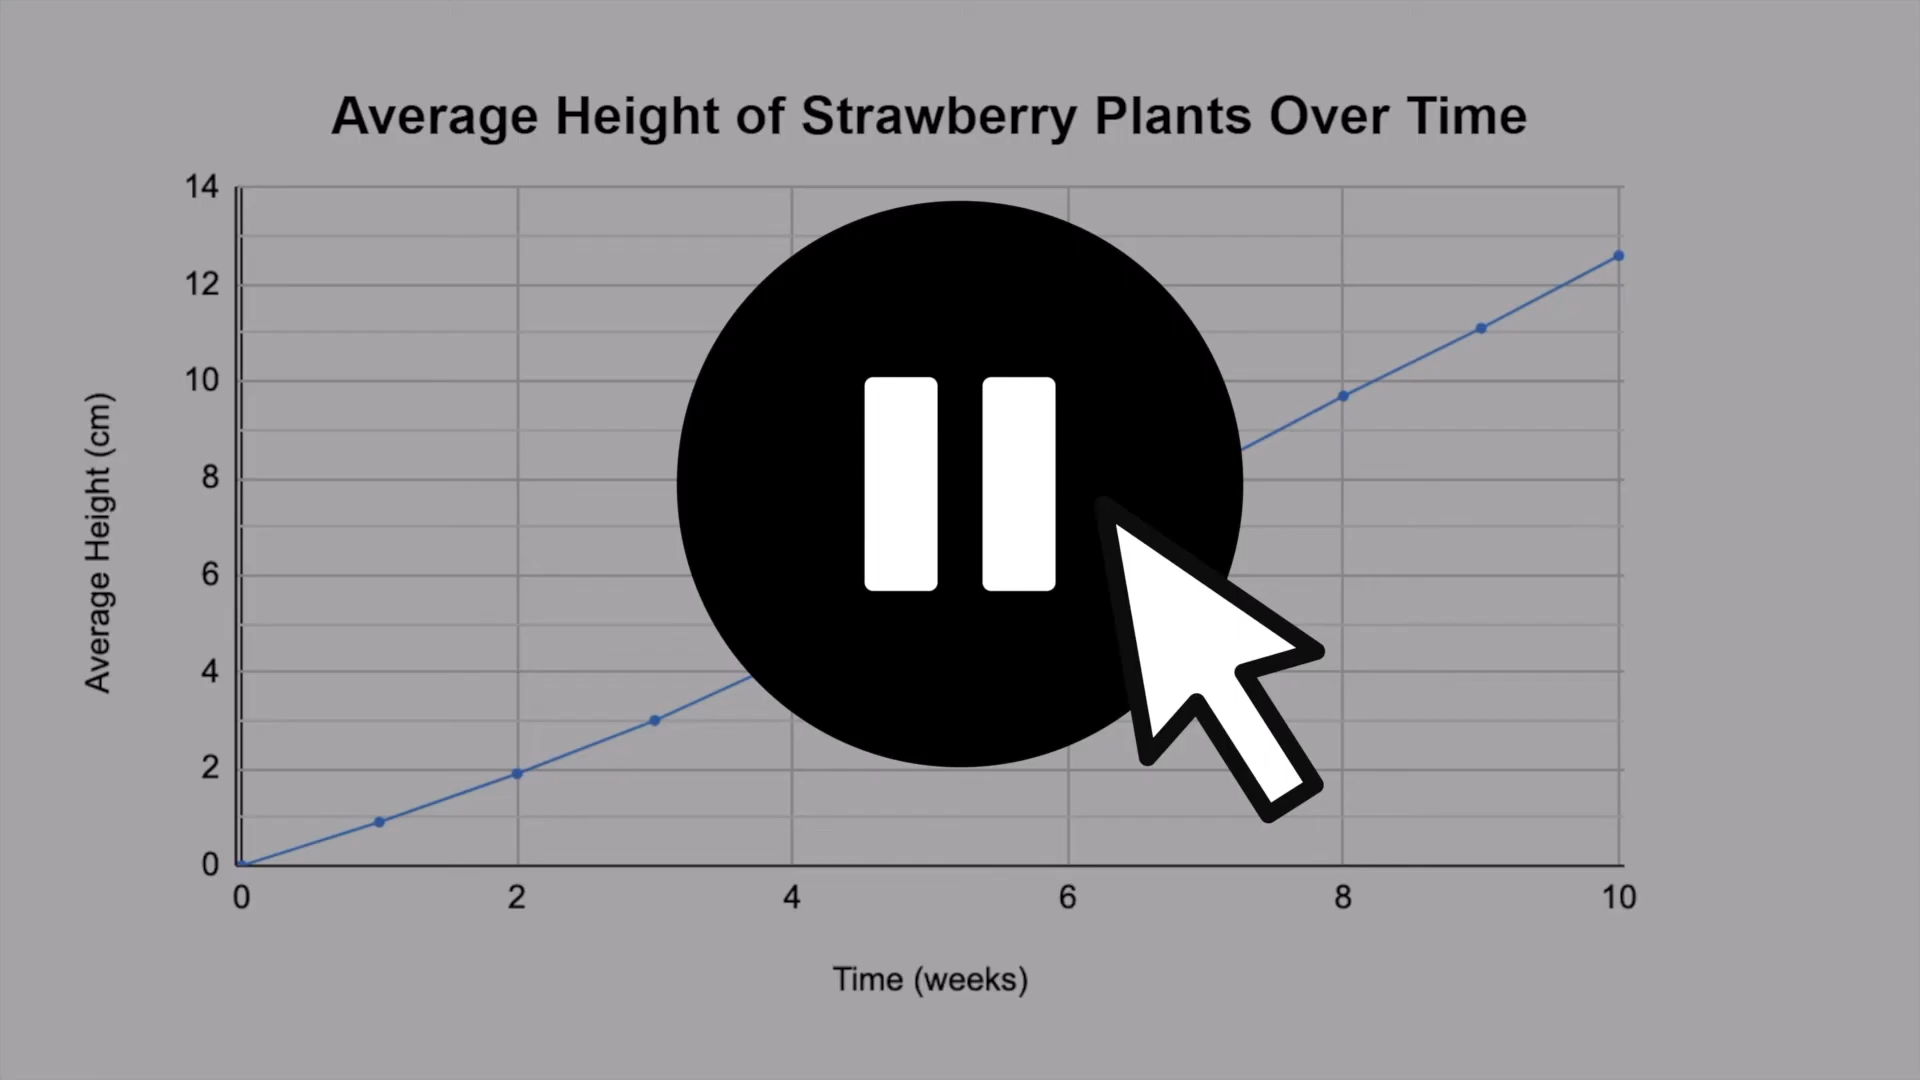 Average Height of Strawberry Plants Over Time
14
12
10
8
6
4
2
0
Average Height (cm)
0 2 4 6 8 10
Time (weeks)